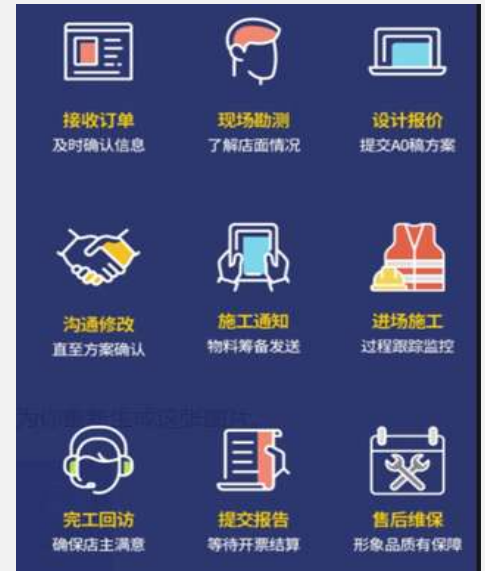 接收订单 现场勘测 设计报价
及时确认信息 了解店面情况 提交A0稿方案
沟通修改 施工通知 进场施工
直至方案确认 物料筹备发送 过程跟踪监控
完工回访 提交报告 售后维保
确保店主满意 等待开票结算 形象品质有保障